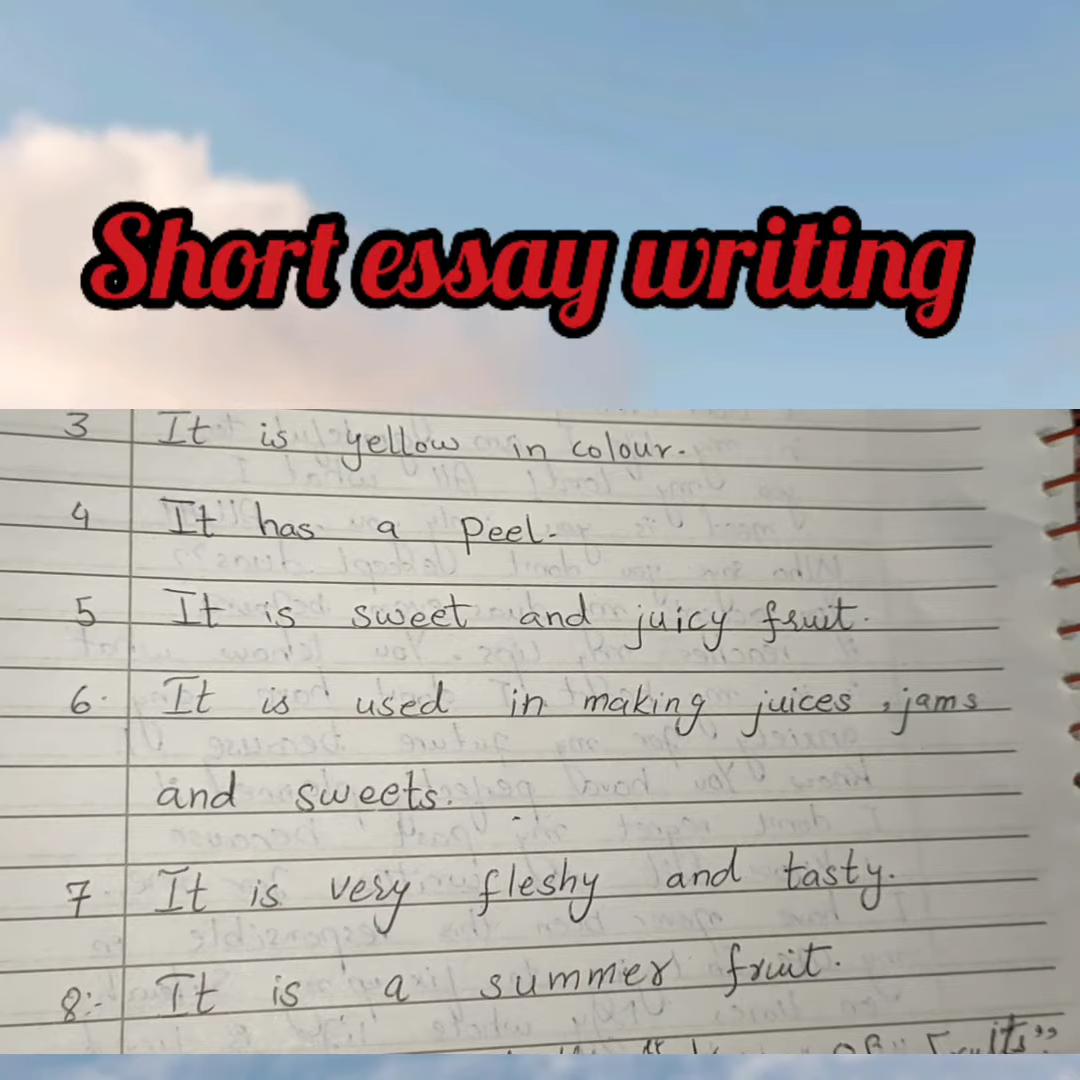 Short essay writing
3 It is yellow in colour.
4 It has a peel.
5 It is sweet and juicy fruit.
6. It is used in making juices, jams
and sweets.
7 It is very fleshy and tasty.
8:- It is a summer fruit.